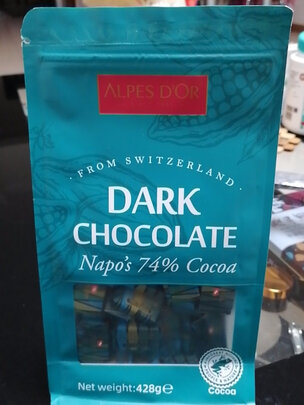 ALPES D'OR
· FROM SWITZERLAND ·
DARK
CHOCOLATE
Napo's 74% Cocoa
Net weight:428g℮
Cocoa